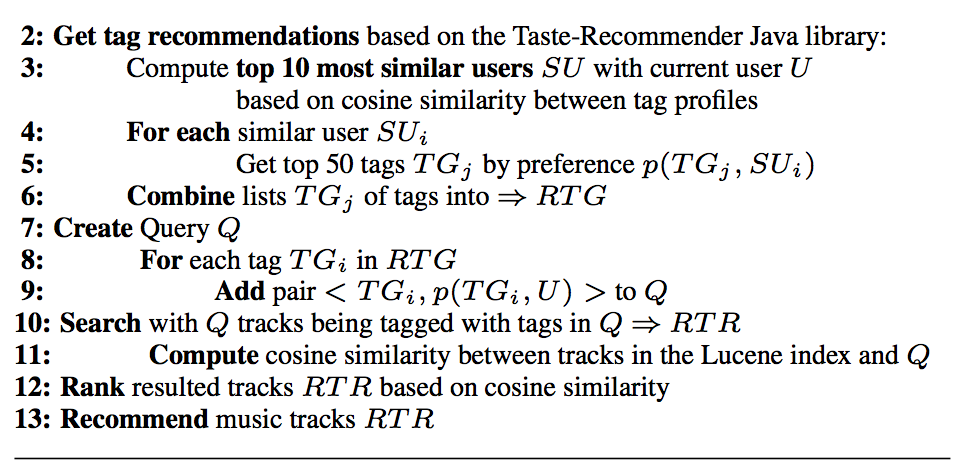 2: Get tag recommendations based on the Taste-Recommender Java library:
3: Compute top 10 most similar users SU with current user U
based on cosine similarity between tag profiles
4: For each similar user SU_i
5: Get top 50 tags TG_j by preference p(TG_j, SU_i)
6: Combine lists TG_j of tags into ⇒ RTG
7: Create Query Q
8: For each tag TG_i in RTG
9: Add pair < TG_i, p(TG_i, U) > to Q
10: Search with Q tracks being tagged with tags in Q ⇒ RTR
11: Compute cosine similarity between tracks in the Lucene index and Q
12: Rank resulted tracks RTR based on cosine similarity
13: Recommend music tracks RTR